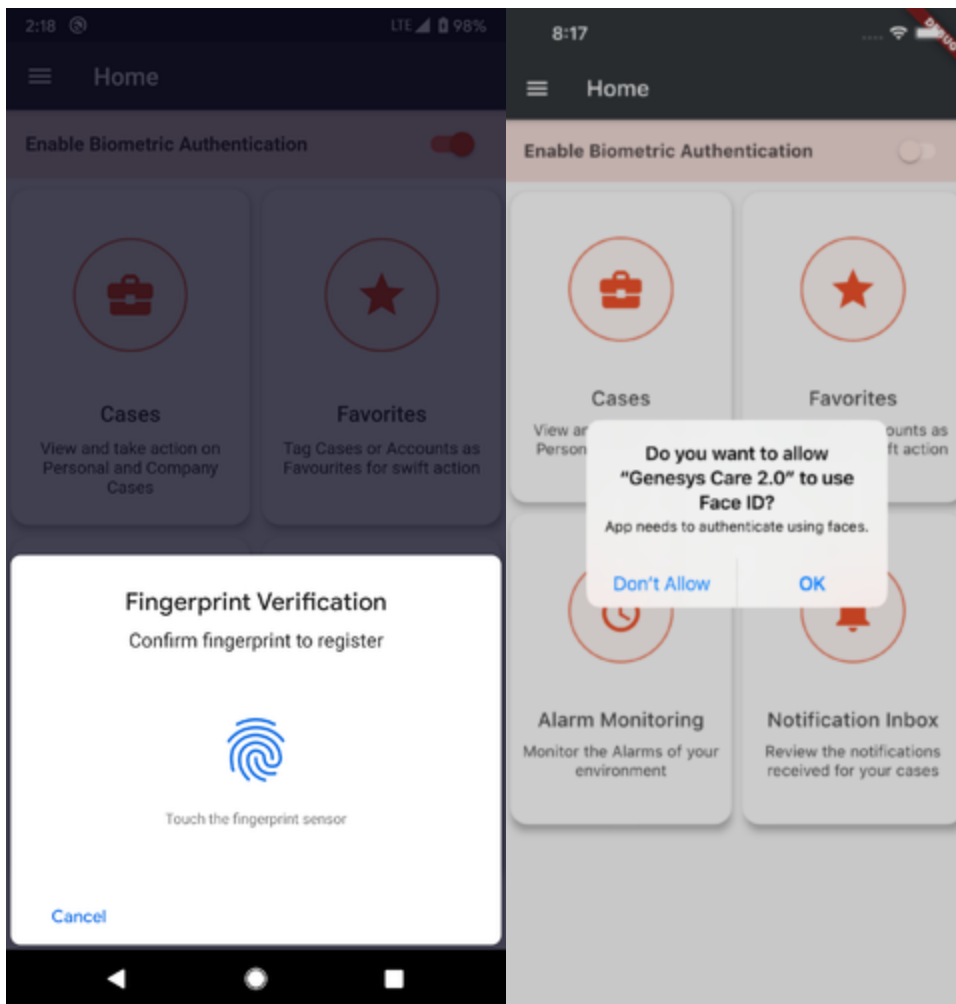 2:18 LTE 98%
Home
Enable Biometric Authentication
Cases
View and take action on
Personal and Company
Cases
Favorites
Tag Cases or Accounts as
Favourites for swift action
Fingerprint Verification
Confirm fingerprint to register
Touch the fingerprint sensor
Cancel
8:17
DEBUG
Home
Enable Biometric Authentication
Cases
View an
Person
Favorites
ounts as
ft action
Do you want to allow
“Genesys Care 2.0” to use
Face ID?
App needs to authenticate using faces.
Don't Allow OK
Alarm Monitoring
Monitor the Alarms of your
environment
Notification Inbox
Review the notifications
received for your cases